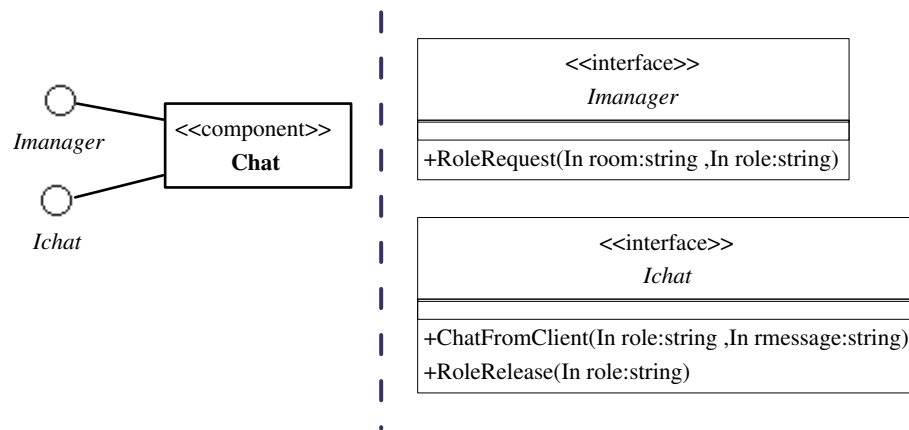 Imanager
Ichat
<<component>>
Chat
<<interface>>
Imanager
+RoleRequest(In room:string ,In role:string)
<<interface>>
Ichat
+ChatFromClient(In role:string ,In rmessage:string)
+RoleRelease(In role:string)